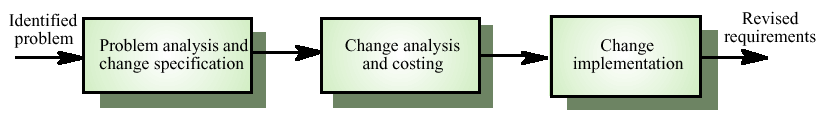 Identified
problem
Problem analysis and
change specification
Change analysis
and costing
Change
implementation
Revised
requirements